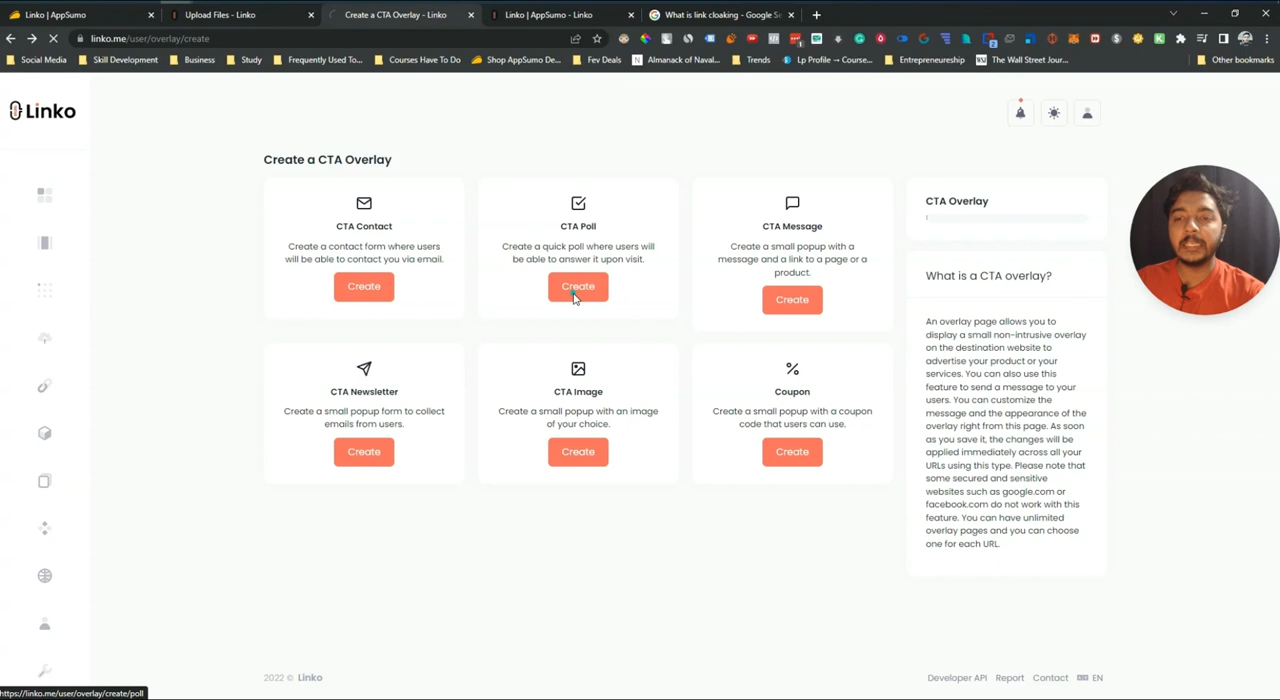 Linko | AppSumo
Upload Files - Linko
Create a CTA Overlay - Linko
Linko | AppSumo - Linko
What is link cloaking - Google Se
linko.me/user/overlay/create
Social Media
Skill Development
Business
Study
Frequently Used To...
Courses Have To Do
Shop AppSumo De...
Fev Deals
Almanack of Naval...
Trends
Lp Profile → Course...
Entrepreneurship
The Wall Street Jour...
Other bookmarks
Linko
Create a CTA Overlay
CTA Contact
Create a contact form where users
will be able to contact you via email.
Create
CTA Poll
Create a quick poll where users will
be able to answer it upon visit.
Create
CTA Message
Create a small popup with a
message and a link to a page or a
product.
Create
CTA Newsletter
Create a small popup form to collect
emails from users.
Create
CTA Image
Create a small popup with an image
of your choice.
Create
Coupon
Create a small popup with a coupon
code that users can use.
Create
CTA Overlay
What is a CTA overlay?
An overlay page allows you to
display a small non-intrusive overlay
on the destination website to
advertise your product or your
services. You can also use this
feature to send a message to your
users. You can customize the
message and the appearance of the
overlay right from this page. As soon
as you save it, the changes will be
applied immediately across all your
URLs using this type. Please note that
some secured and sensitive
websites such as google.com or
facebook.com do not work with this
feature. You can have unlimited
overlay pages and you can choose
one for each URL.
2022 © Linko
Developer API
Report
Contact
EN
https://linko.me/user/overlay/create/poll